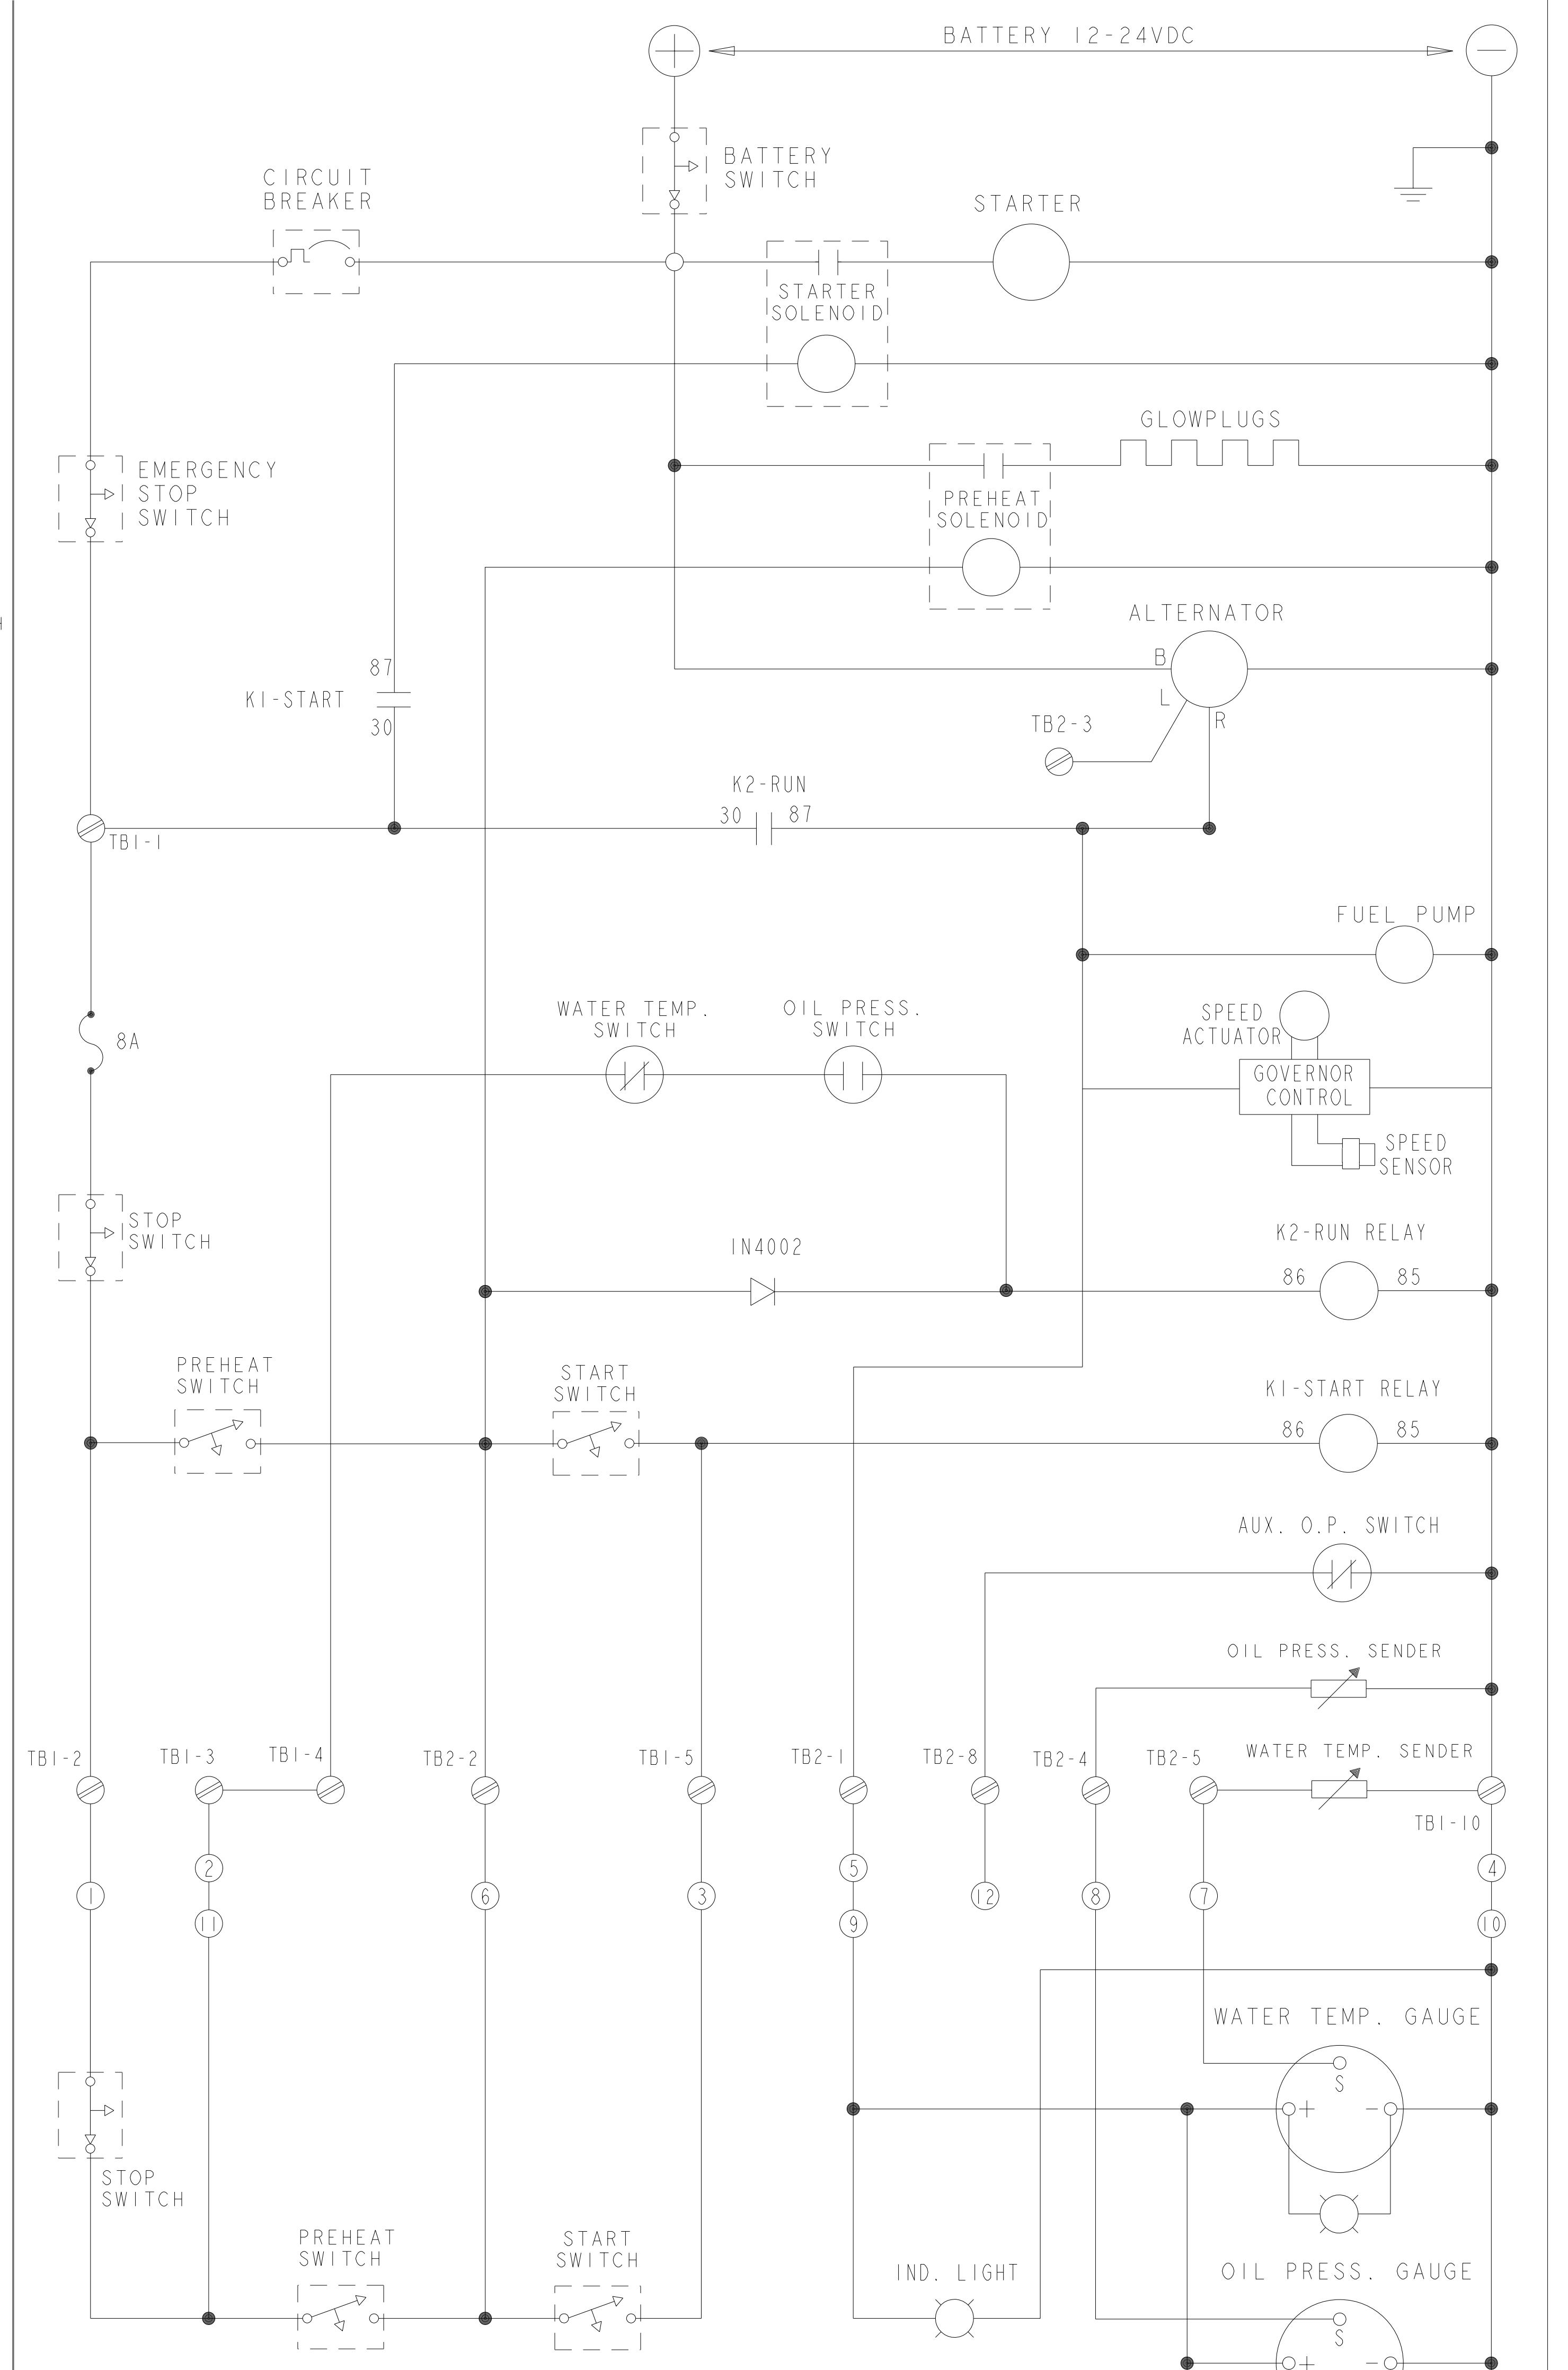 BATTERY 12-24VDC
BATTERY
SWITCH
CIRCUIT
BREAKER
STARTER
STARTER
SOLENOID
GLOWPLUGS
EMERGENCY
STOP
SWITCH
PREHEAT
SOLENOID
ALTERNATOR
B
L
R
87
K1-START
30
TB2-3
K2-RUN
30 87
TB1-1
FUEL PUMP
WATER TEMP.
SWITCH
OIL PRESS.
SWITCH
SPEED
ACTUATOR
8A
GOVERNOR
CONTROL
SPEED
SENSOR
STOP
SWITCH
1N4002
K2-RUN RELAY
86 85
PREHEAT
SWITCH
START
SWITCH
K1-START RELAY
86 85
AUX. O.P. SWITCH
OIL PRESS. SENDER
WATER TEMP. SENDER
TB1-2 TB1-3 TB1-4 TB2-2 TB1-5 TB2-1 TB2-8 TB2-4 TB2-5
TB1-10
2 5 4
1 6 3 12 8 7
11 9 10
WATER TEMP. GAUGE
S
+ -
STOP
SWITCH
PREHEAT
SWITCH
START
SWITCH
IND. LIGHT
OIL PRESS. GAUGE
S
+ -